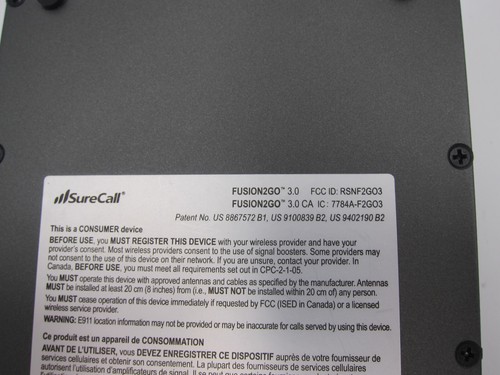 SureCall®
FUSION2GO™ 3.0 FCC ID: RSNF2GO3
FUSION2GO™ 3.0 CA IC: 7784A-F2GO3
Patent No. US 8867572 B1, US 9100839 B2, US 9402190 B2
This is a CONSUMER device
BEFORE USE, you MUST REGISTER THIS DEVICE with your wireless provider and have your
provider's consent. Most wireless providers consent to the use of signal boosters. Some providers may
not consent to the use of this device on their network. If you are unsure, contact your provider. In
Canada, BEFORE USE, you must meet all requirements set out in CPC-2-1-05.
You MUST operate this device with approved antennas and cables as specified by the manufacturer. Antennas
MUST be installed at least 20 cm (8 inches) from (i.e., MUST NOT be installed within 20 cm of) any person.
You MUST cease operation of this device immediately if requested by FCC (ISED in Canada) or a licensed
wireless service provider.
WARNING: E911 location information may not be provided or may be inaccurate for calls served by using this device.
Ce produit est un appareil de CONSOMMATION
AVANT DE L'UTILISER, vous DEVEZ ENREGISTRER CE DISPOSITIF auprès de votre fournisseur de
services cellulaires et obtenir son consentement. La plupart des fournisseurs de services cellulaires
autorisent l'utilisation d'amplificateurs de signal. Il se peut que certains